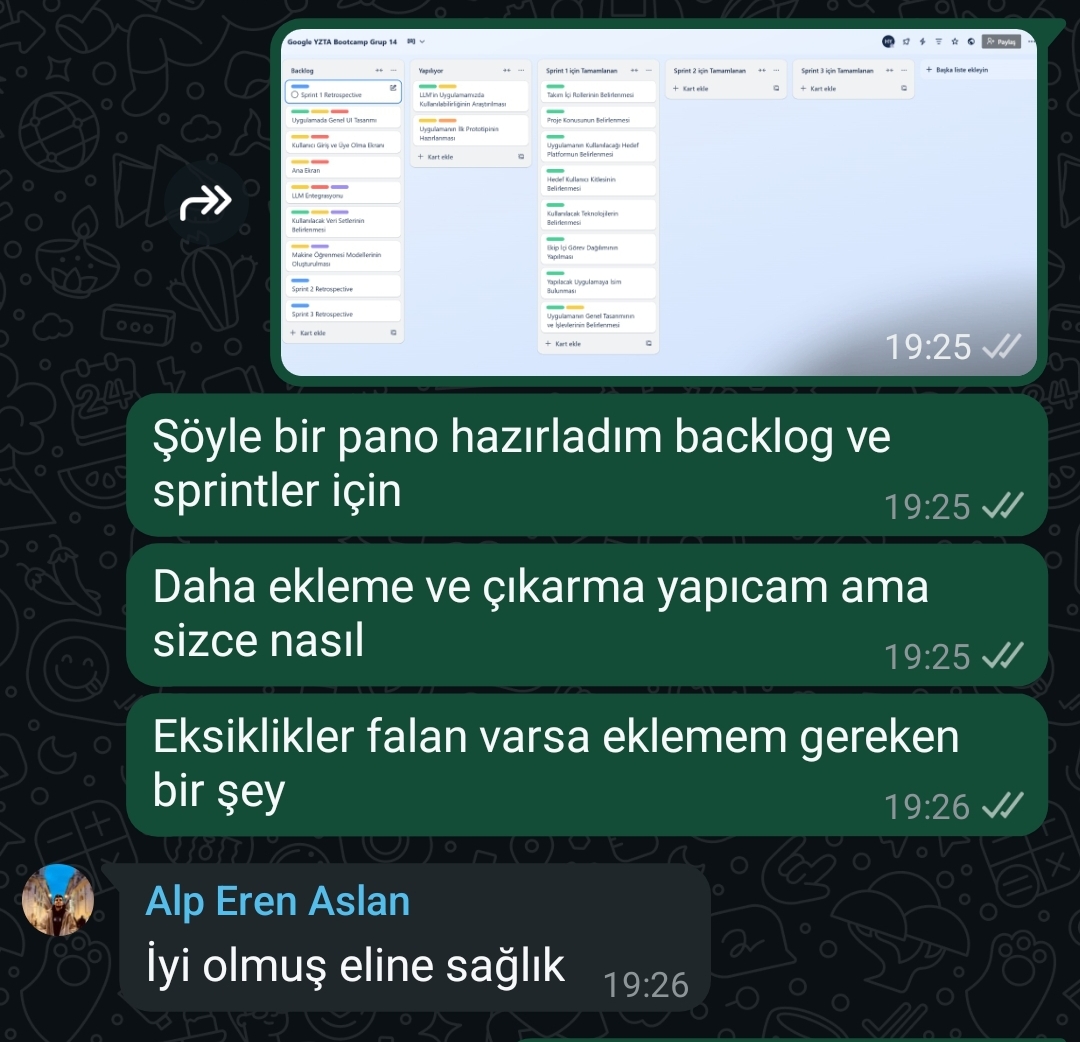 Google YZTA Bootcamp Grup 14
Paylaş
Backlog
Sprint 1 Retrospective
Uygulamada Genel UI Tasarımı
Kullanıcı Giriş ve Üye Olma Ekranı
Ana Ekran
LLM Entegrasyonu
Kullanılacak Veri Setlerinin
Belirlenmesi
Makine Öğrenmesi Modellerinin
Oluşturulması
Sprint 2 Retrospective
Sprint 3 Retrospective
+ Kart ekle
Yapılıyor
LLM'in Uygulamamızda
Kullanılabilirliğinin Araştırılması
Uygulamanın İlk Prototipinin
Hazırlanması
+ Kart ekle
Sprint 1 için Tamamlanan
Takım İçi Rollerinin Belirlenmesi
Proje Konusunun Belirlenmesi
Uygulamanın Kullanılacağı Hedef
Platformun Belirlenmesi
Hedef Kullanıcı Kitlesinin
Belirlenmesi
Kullanılacak Teknolojilerin
Belirlenmesi
Ekip İçi Görev Dağılımının
Yapılması
Yapılacak Uygulamaya İsim
Bulunması
Uygulamanın Genel Tasarımının
ve İşlevlerinin Belirlenmesi
+ Kart ekle
Sprint 2 için Tamamlanan
+ Kart ekle
Sprint 3 için Tamamlanan
+ Kart ekle
+ Başka liste ekleyin
19:25
Şöyle bir pano hazırladım backlog ve
sprintler için
19:25
Daha ekleme ve çıkarma yapıcam ama
sizce nasıl
19:25
Eksiklikler falan varsa eklemem gereken
bir şey
19:26
Alp Eren Aslan
İyi olmuş eline sağlık
19:26